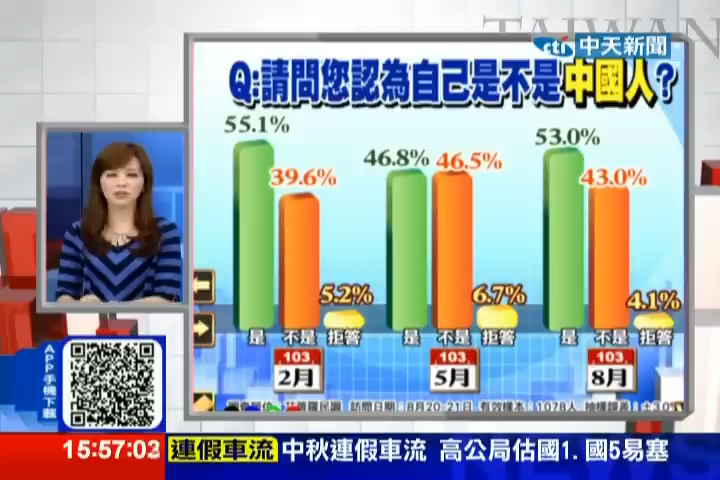 TAIWAN
cti 中天新聞
Q:請問您認為自己是不是中國人?
55.1%
39.6%
5.2%
46.8%
46.5%
6.7%
53.0%
43.0%
4.1%
是 不是 拒答
是 不是 拒答
是 不是 拒答
103.
2月
103.
5月
103.
8月
訪問日期:8月20.21日 有效樣本:1078人
APP手機下載
15:57:02
連假車流 中秋連假車流 高公局估國1.國5易塞
NEWS